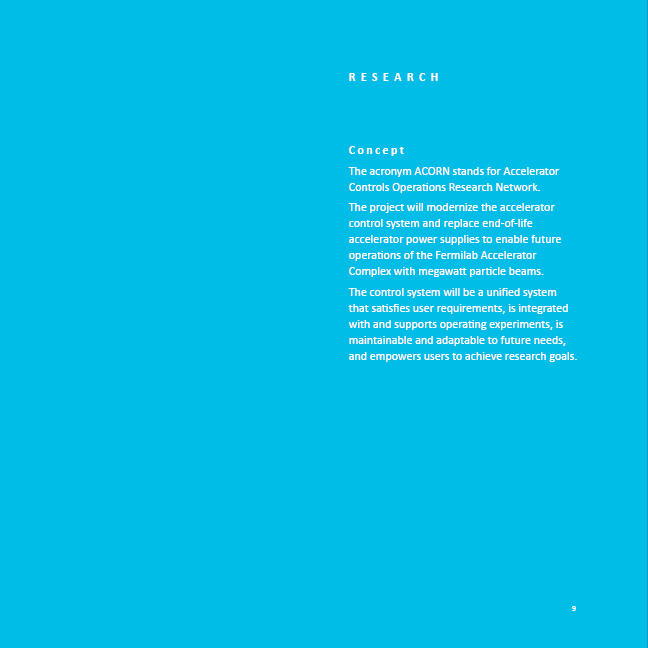 RESEARCH
Concept
The acronym ACORN stands for Accelerator
Controls Operations Research Network.
The project will modernize the accelerator
control system and replace end-of-life
accelerator power supplies to enable future
operations of the Fermilab Accelerator
Complex with megawatt particle beams.
The control system will be a unified system
that satisfies user requirements, is integrated
with and supports operating experiments, is
maintainable and adaptable to future needs,
and empowers users to achieve research goals.
9